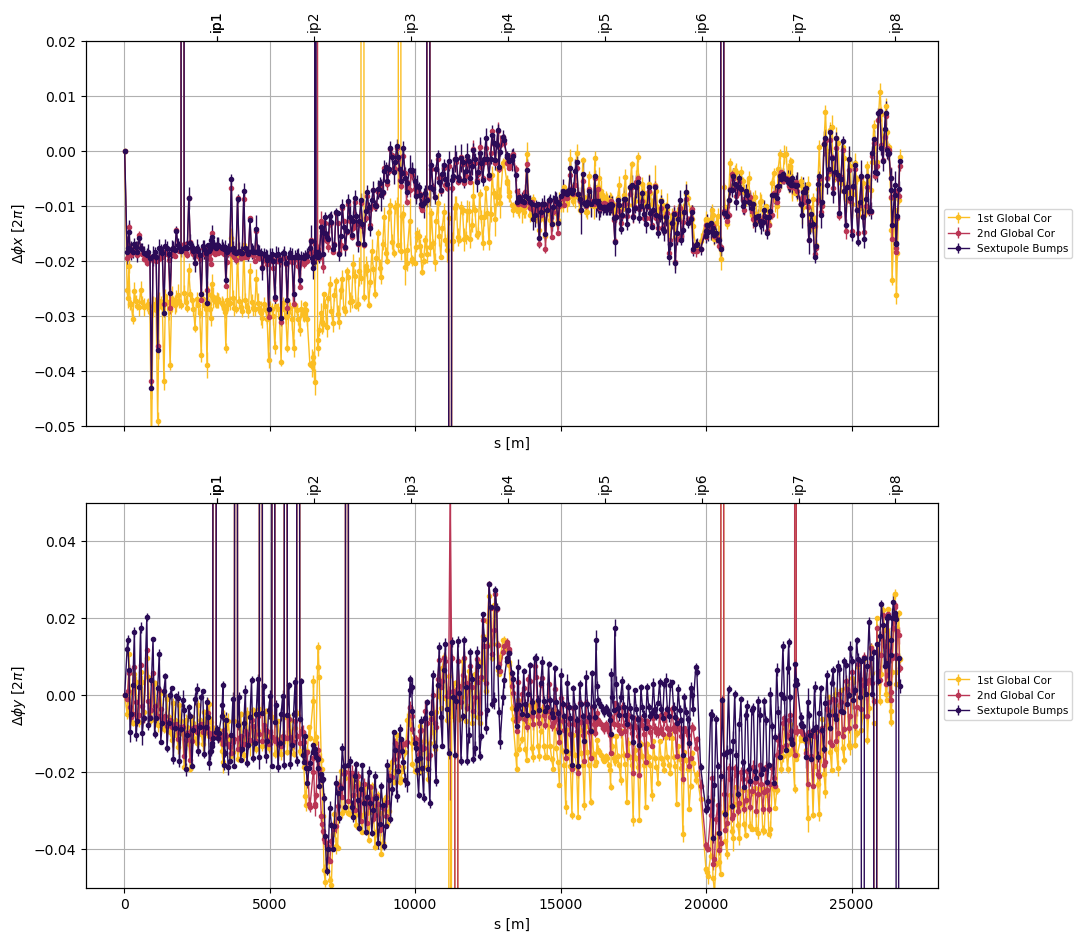 ip1 ip2 ip3 ip4 ip5 ip6 ip7 ip8
0.02
0.01
0.00
−0.01
−0.02
−0.03
−0.04
−0.05
Δϕx [2π]
s [m]
1st Global Cor
2nd Global Cor
Sextupole Bumps
ip1 ip2 ip3 ip4 ip5 ip6 ip7 ip8
0.04
0.02
0.00
−0.02
−0.04
Δϕy [2π]
0 5000 10000 15000 20000 25000
s [m]
1st Global Cor
2nd Global Cor
Sextupole Bumps